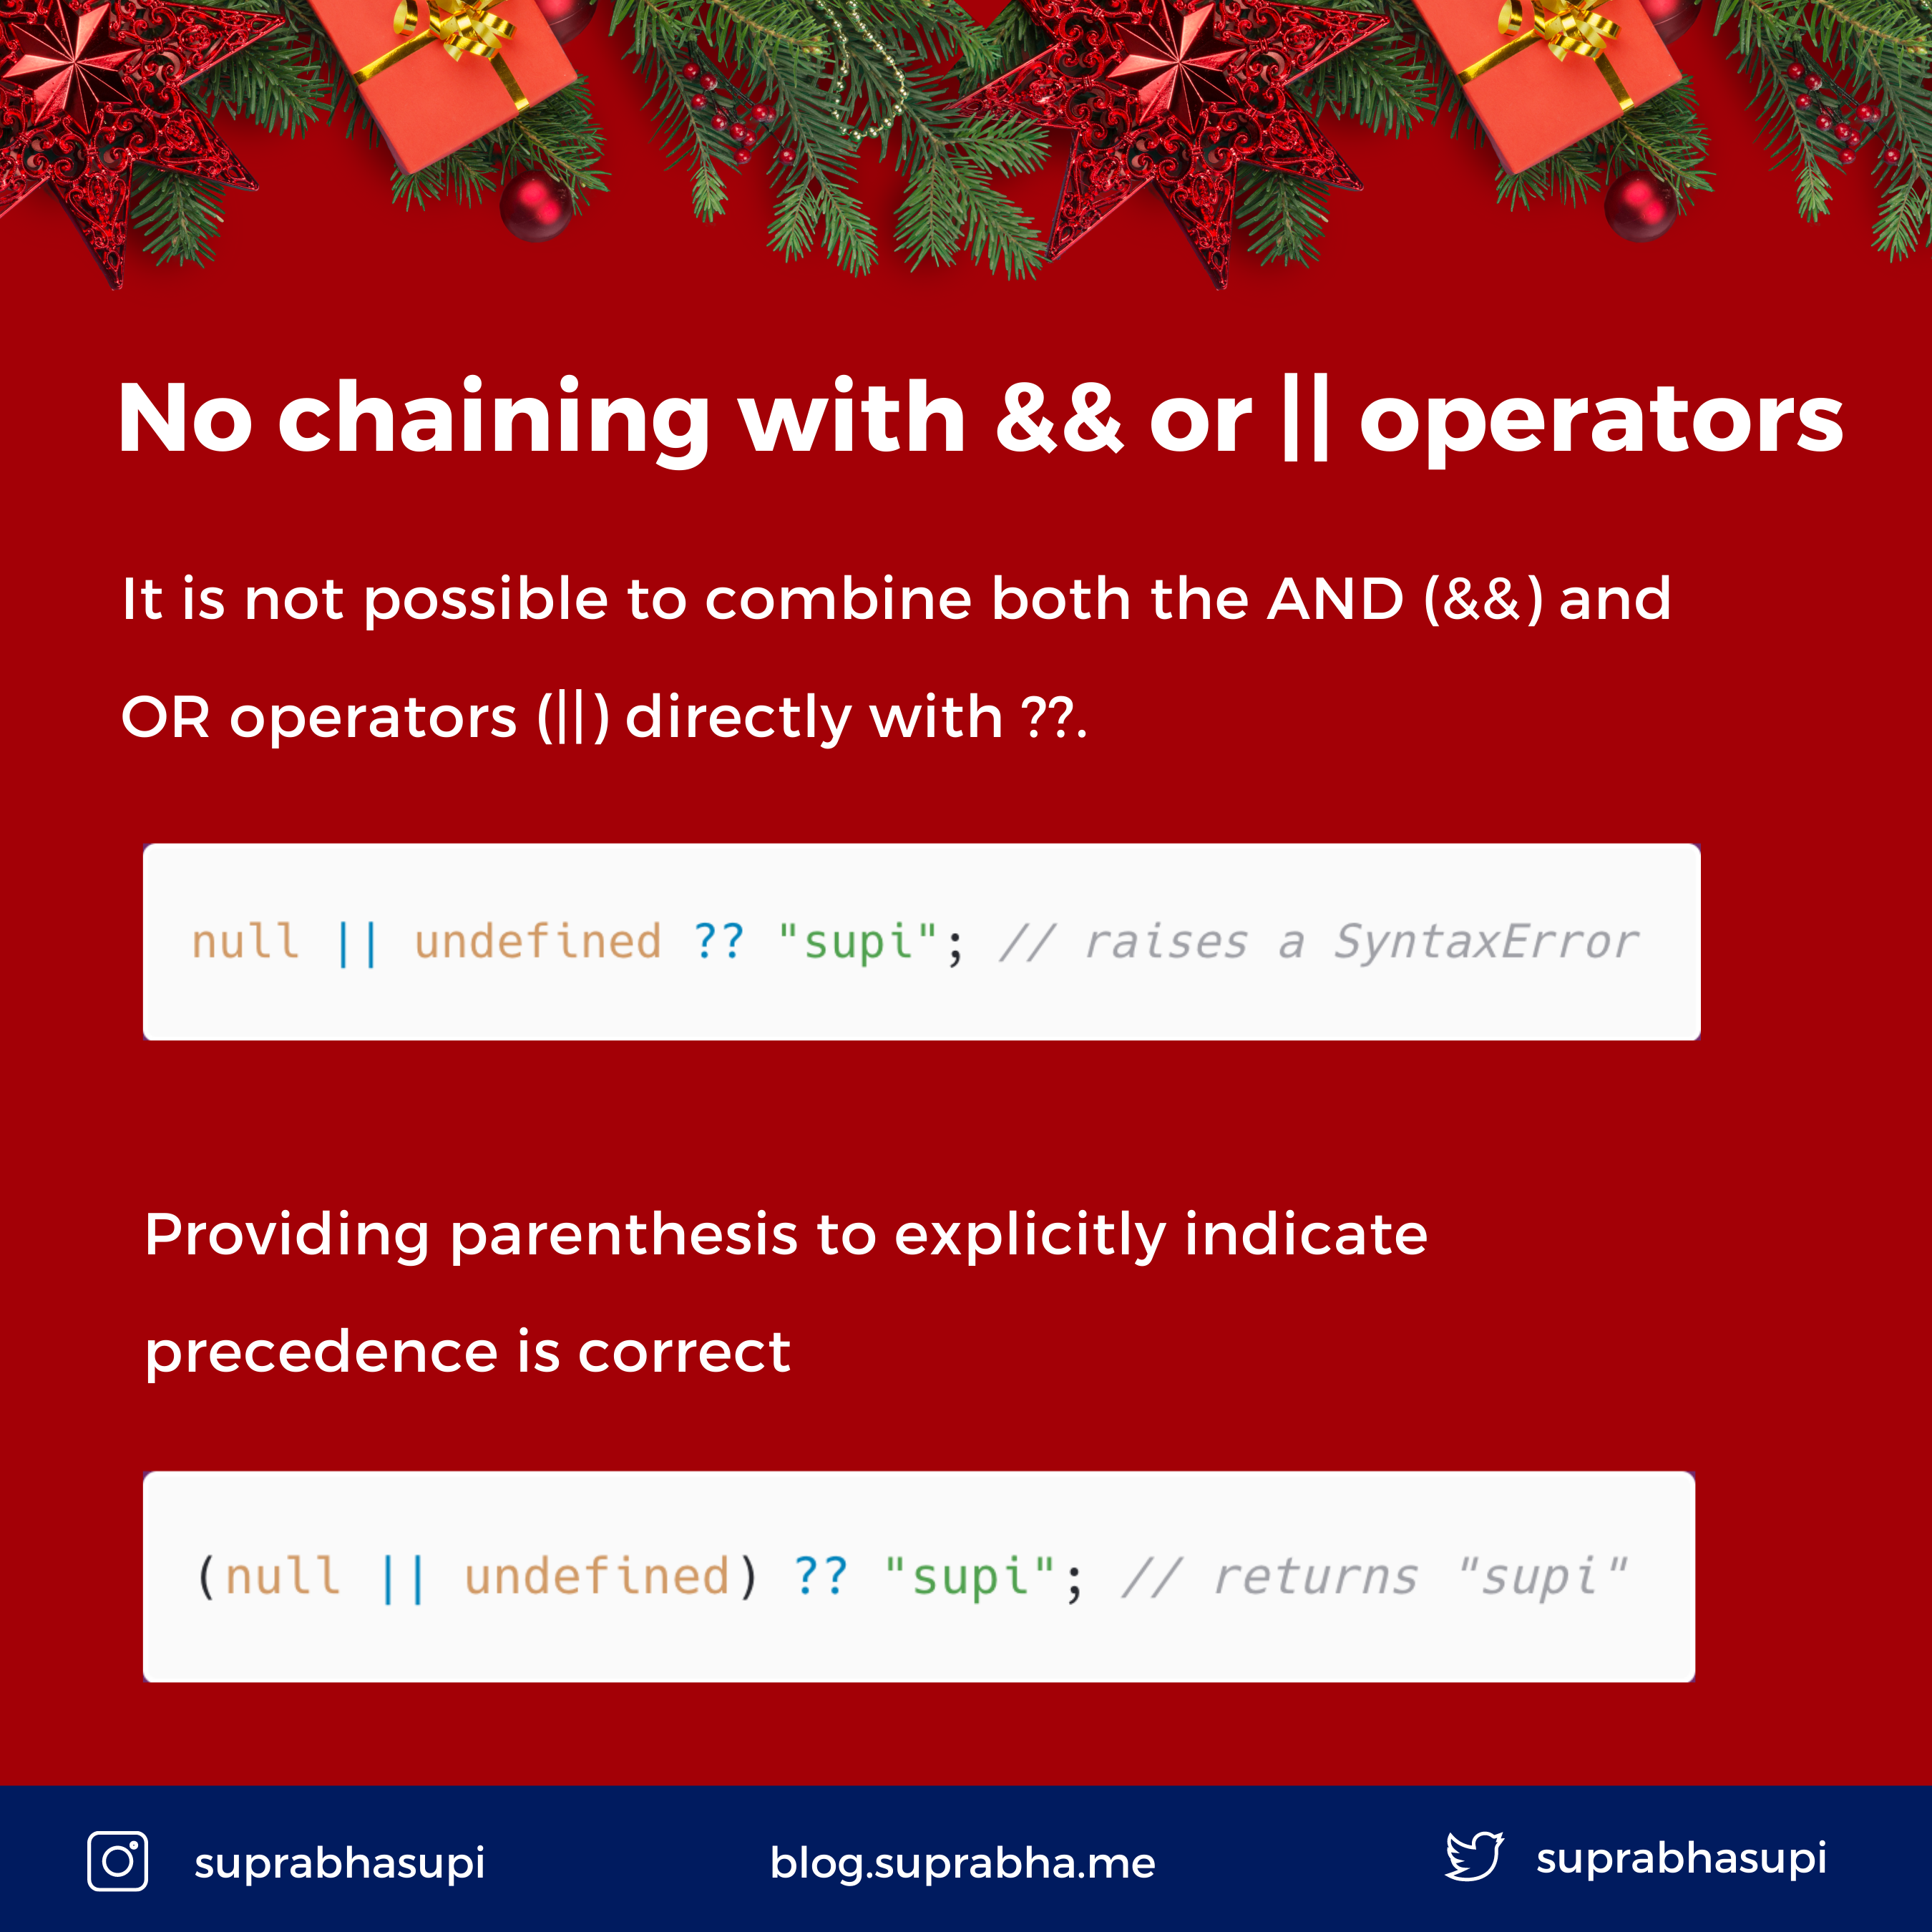 No chaining with && or || operators
It is not possible to combine both the AND (&&) and
OR operators (||) directly with ??.
null || undefined ?? "supi"; // raises a SyntaxError
Providing parenthesis to explicitly indicate
precedence is correct
(null || undefined) ?? "supi"; // returns "supi"
suprabhasupi blog.suprabha.me suprabhasupi